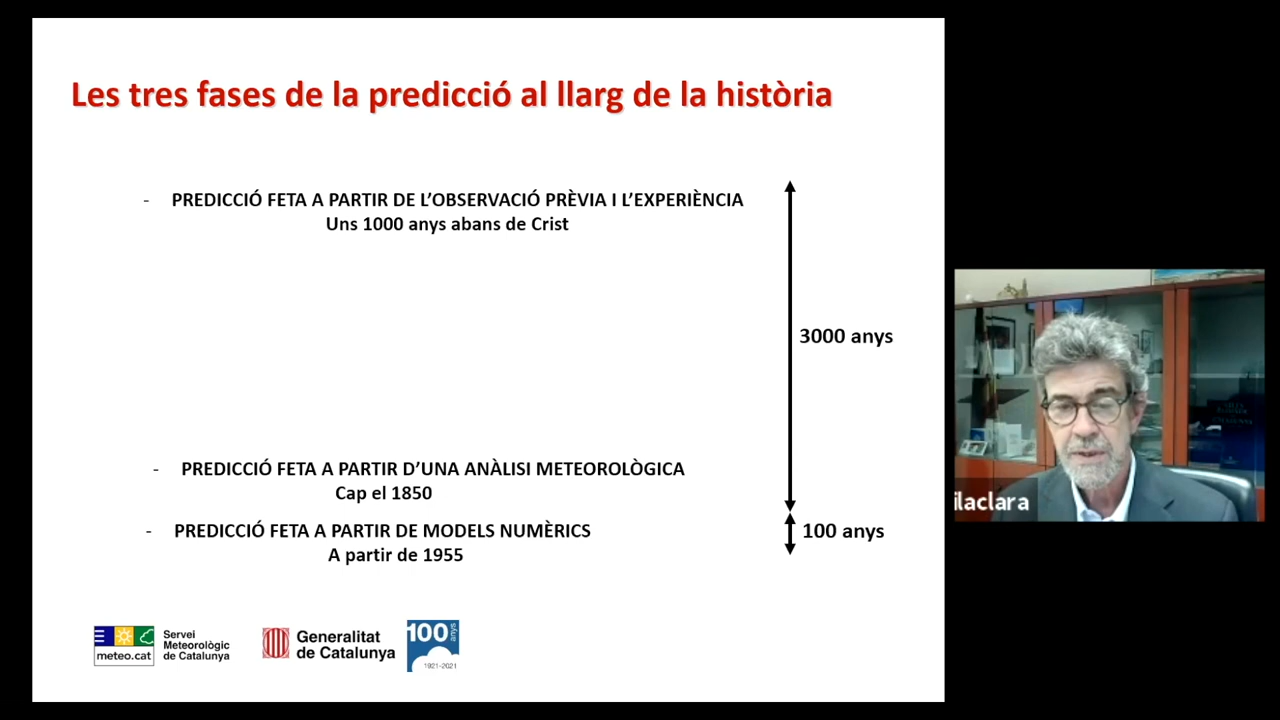 Les tres fases de la predicció al llarg de la història
- PREDICCIÓ FETA A PARTIR DE L’OBSERVACIÓ PRÈVIA I L’EXPERIÈNCIA
Uns 1000 anys abans de Crist
3000 anys
- PREDICCIÓ FETA A PARTIR D’UNA ANÀLISI METEOROLÒGICA
Cap el 1850
- PREDICCIÓ FETA A PARTIR DE MODELS NUMÈRICS
A partir de 1955
100 anys
meteo.cat
Servei
Meteorològic
de Catalunya
Generalitat
de Catalunya
100 anys
1921-2021
ilaclara